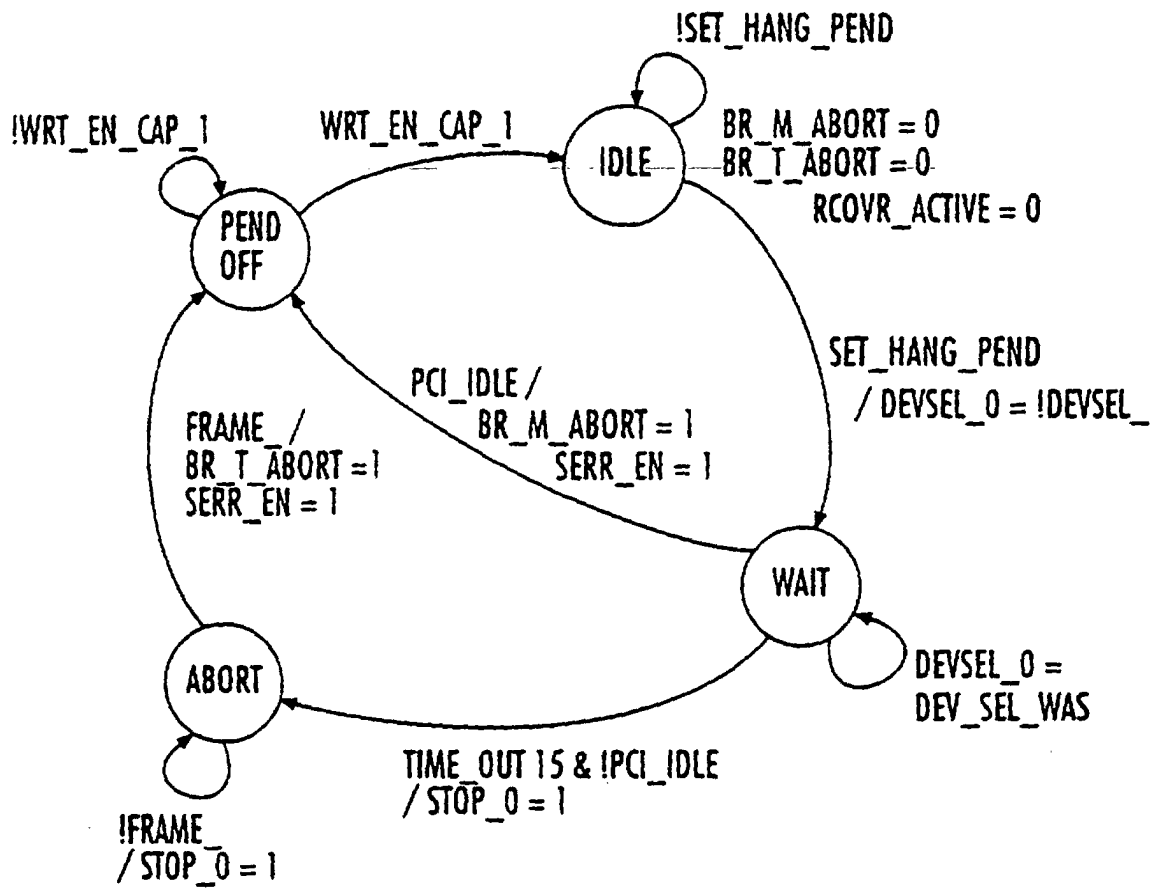 !SET_HANG_PEND
!WRT_EN_CAP_1
WRT_EN_CAP_1
IDLE
BR_M_ABORT = 0
BR_T_ABORT = 0
RCOVR_ACTIVE = 0
PEND
OFF
SET_HANG_PEND
/ DEVSEL_0 = !DEVSEL_
PCI_IDLE /
BR_M_ABORT = 1
SERR_EN = 1
FRAME_ /
BR_T_ABORT =1
SERR_EN = 1
WAIT
ABORT
DEVSEL_0 =
DEV_SEL_WAS
TIME_OUT 15 & !PCI_IDLE
/ STOP_0 = 1
!FRAME_
/ STOP_0 = 1